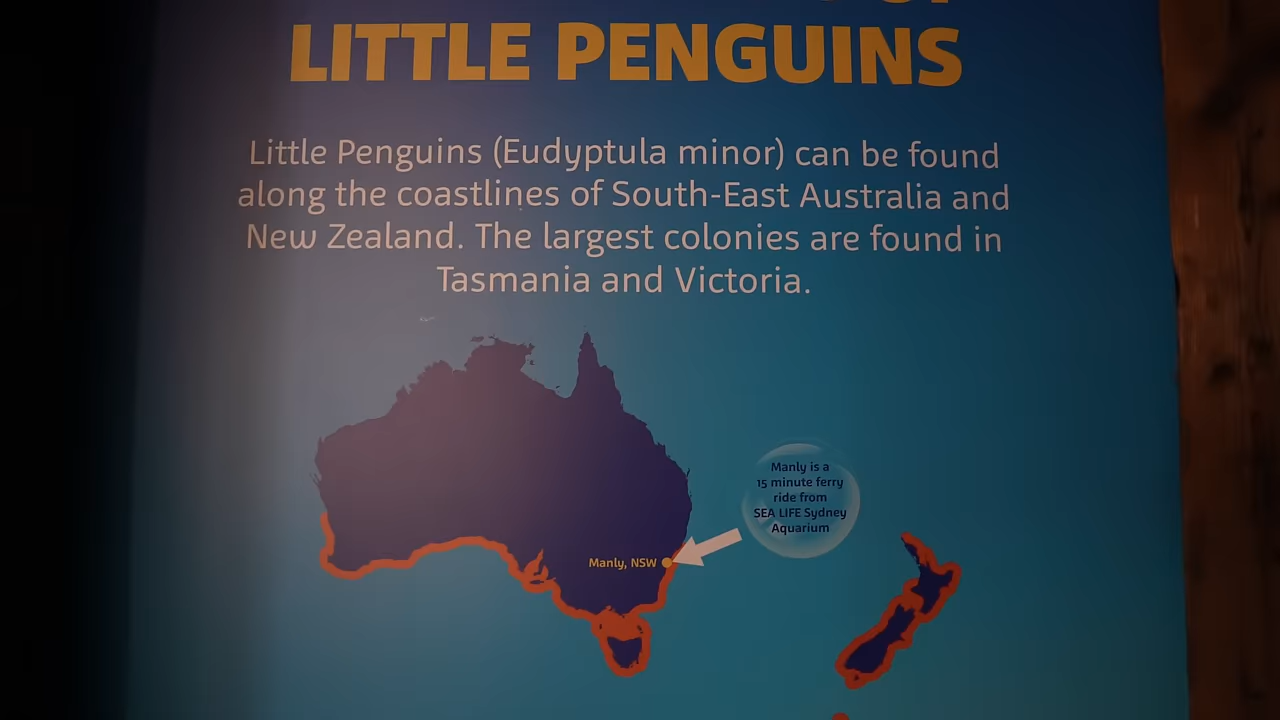 LITTLE PENGUINS
Little Penguins (Eudyptula minor) can be found
along the coastlines of South-East Australia and
New Zealand. The largest colonies are found in
Tasmania and Victoria.
Manly is a
15 minute ferry
ride from
SEA LIFE Sydney
Aquarium
Manly, NSW